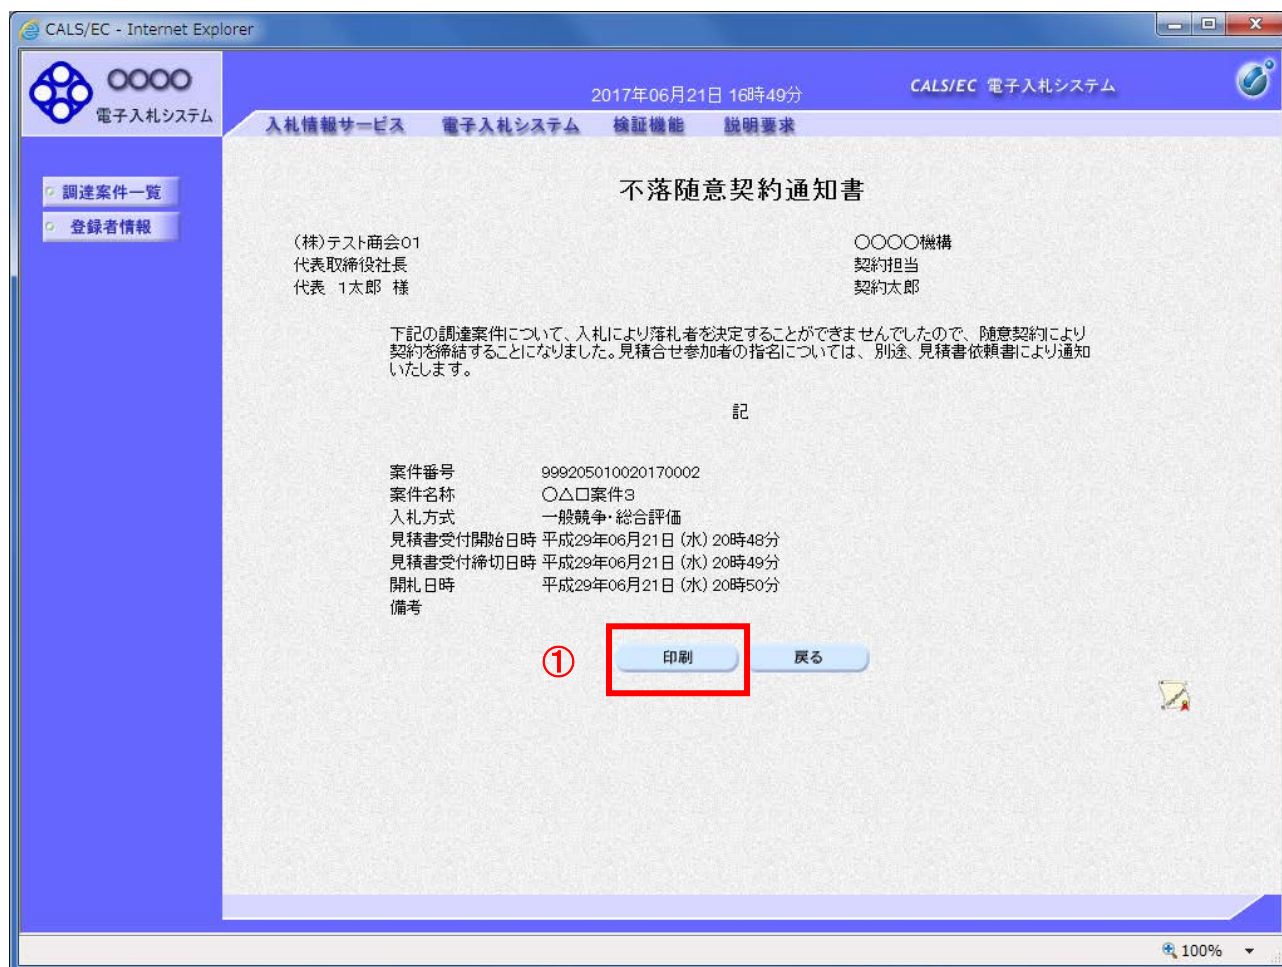 CALS/EC - Internet Explorer
〇〇〇〇
電子入札システム
2017年06月21日 16時49分
CALS/EC 電子入札システム
入札情報サービス 電子入札システム 検証機能 説明要求
調達案件一覧
登録者情報
不落随意契約通知書
(株)テスト商会01
代表取締役社長
代表 1太郎 様
〇〇〇〇機構
契約担当
契約太郎
下記の調達案件について、入札により落札者を決定することができませんでしたので、随意契約により
契約を締結することになりました。見積合せ参加者の指名については、別途、見積書依頼書により通知
いたします。
記
案件番号 999205010020170002
案件名称 〇△口案件3
入札方式 一般競争・総合評価
見積書受付開始日時 平成29年06月21日(水)20時48分
見積書受付締切日時 平成29年06月21日(水)20時49分
開札日時 平成29年06月21日(水)20時50分
備考
① 印刷 戻る
100%